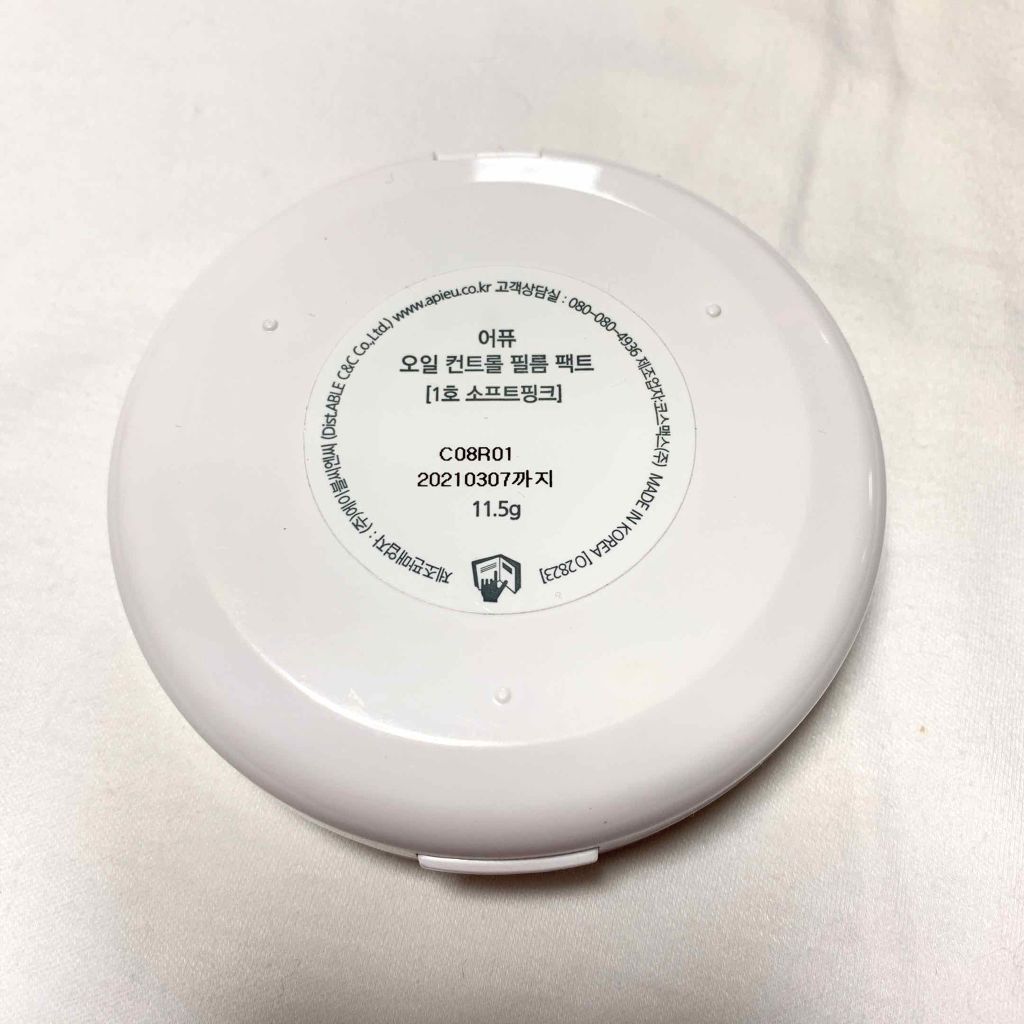 어퓨
오일 컨트롤 필름 팩트
[1호 소프트핑크]
C08R01
20210307까지
11.5g
제조판매업자 : (주)에이블씨엔씨 (DistABLE C&C Co.,Ltd.) www.apieu.co.kr 고객상담실 : 080-080-4936 제조업자:코스맥스(주) MADE IN KOREA [O 2823]